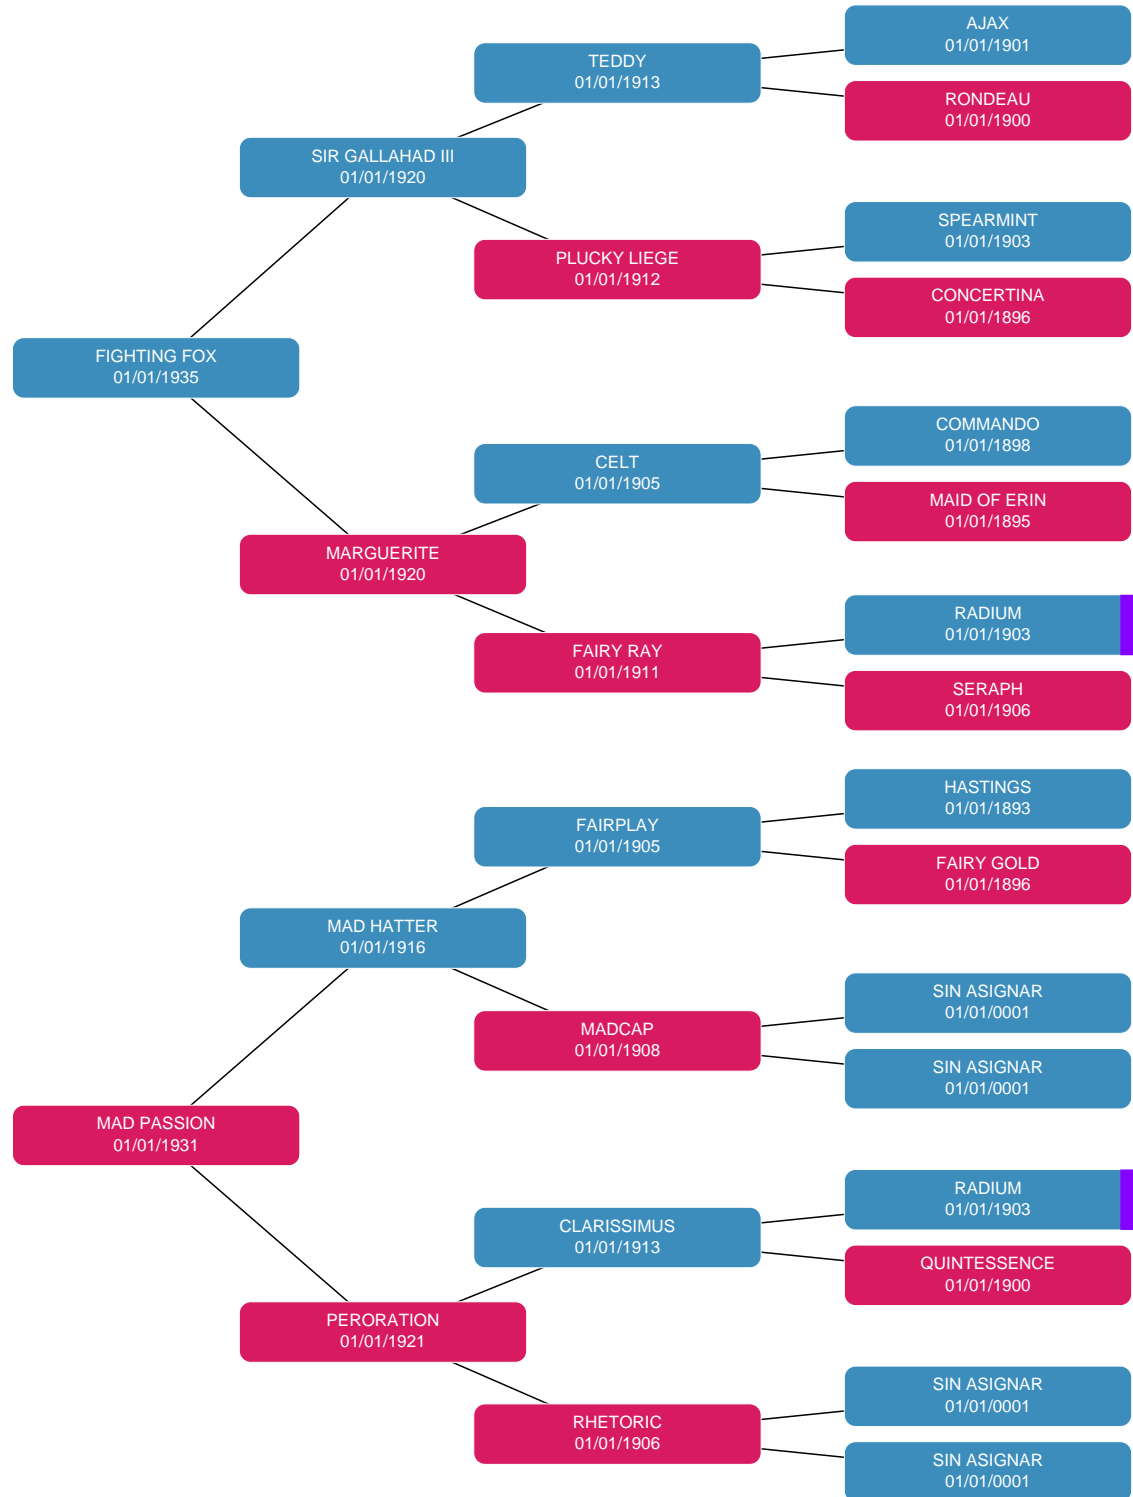 AJAX
01/01/1901
TEDDY
01/01/1913
RONDEAU
01/01/1900
SIR GALLAHAD III
01/01/1920
SPEARMINT
01/01/1903
PLUCKY LIEGE
01/01/1912
CONCERTINA
01/01/1896
FIGHTING FOX
01/01/1935
COMMANDO
01/01/1898
CELT
01/01/1905
MAID OF ERIN
01/01/1895
MARGUERITE
01/01/1920
RADIUM
01/01/1903
FAIRY RAY
01/01/1911
SERAPH
01/01/1906
HASTINGS
01/01/1893
FAIRPLAY
01/01/1905
FAIRY GOLD
01/01/1896
MAD HATTER
01/01/1916
SIN ASIGNAR
01/01/0001
MADCAP
01/01/1908
SIN ASIGNAR
01/01/0001
MAD PASSION
01/01/1931
RADIUM
01/01/1903
CLARISSIMUS
01/01/1913
QUINTESSENCE
01/01/1900
PERORATION
01/01/1921
SIN ASIGNAR
01/01/0001
RHETORIC
01/01/1906
SIN ASIGNAR
01/01/0001